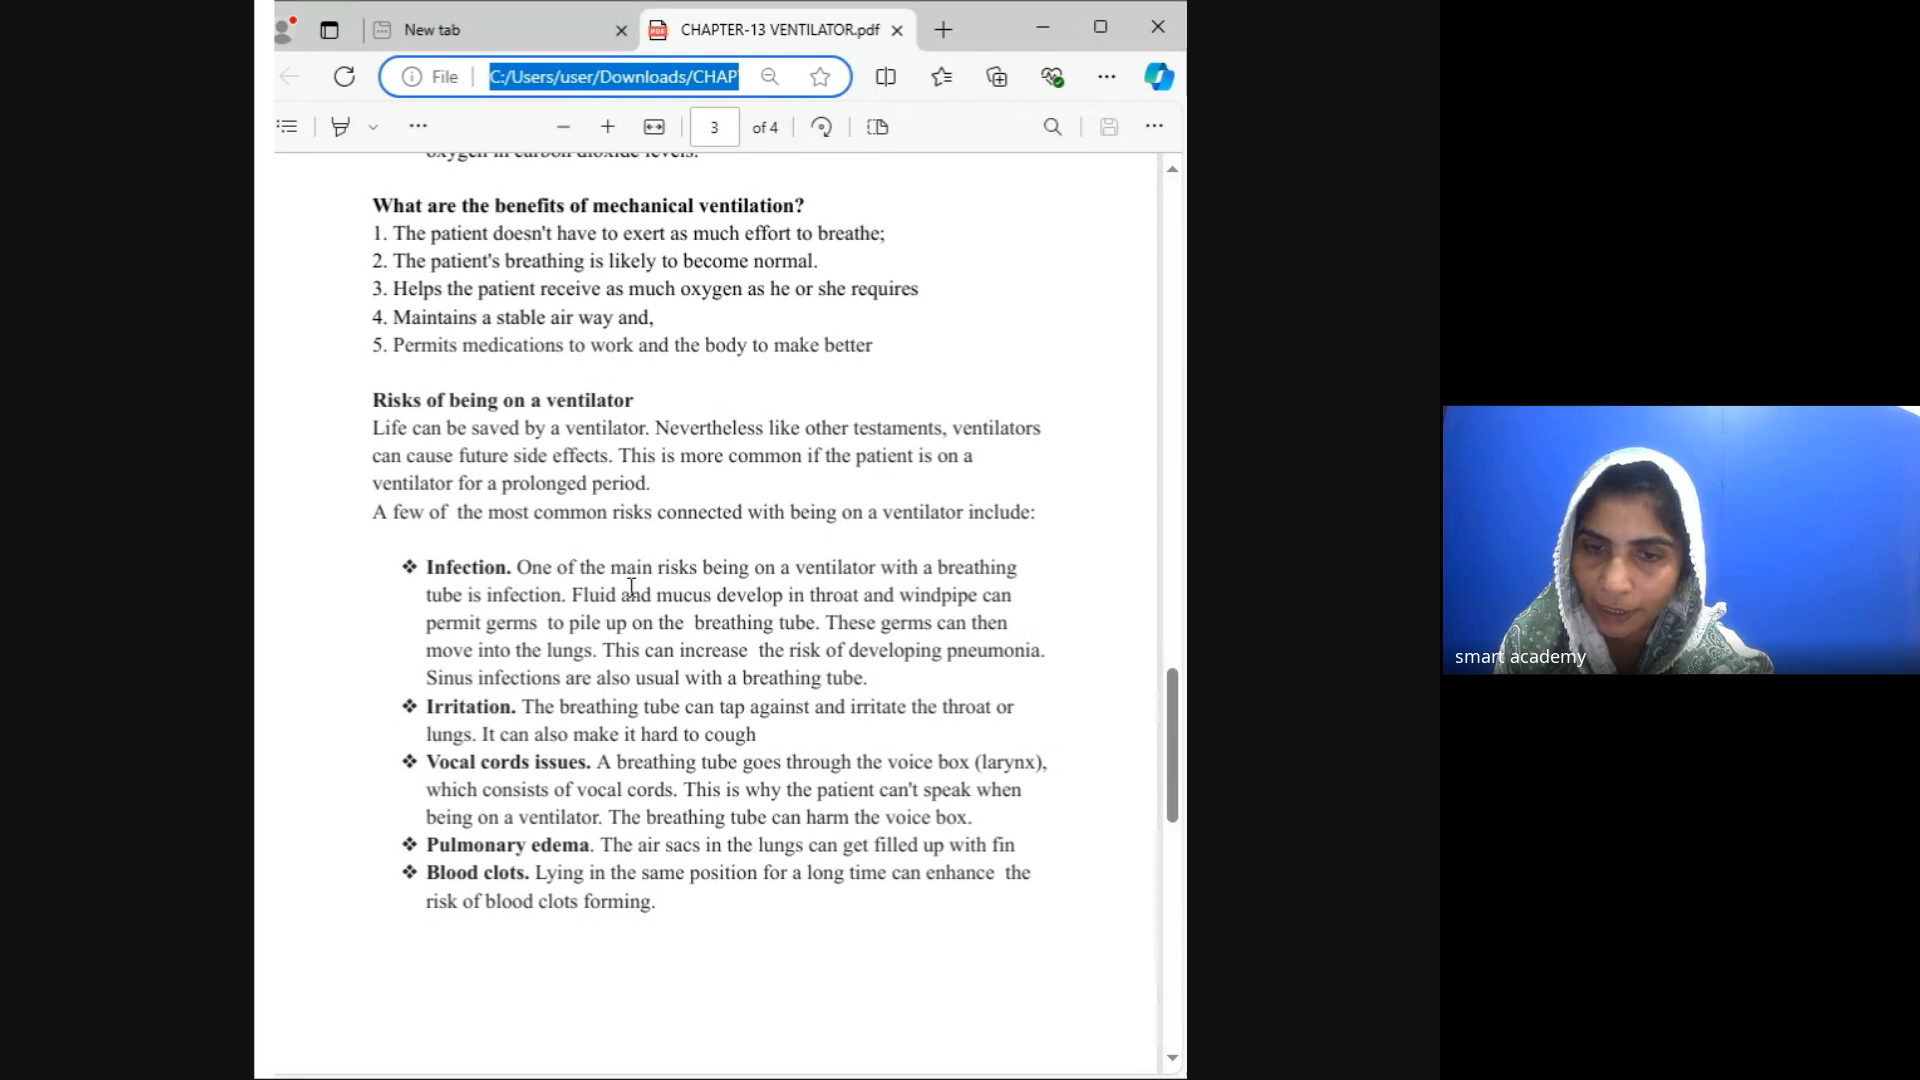 New tab
CHAPTER-13 VENTILATOR.pdf
File
C:/Users/user/Downloads/CHAP
3 of 4
oxygen in carbon dioxide levels.
What are the benefits of mechanical ventilation?
1. The patient doesn't have to exert as much effort to breathe;
2. The patient's breathing is likely to become normal.
3. Helps the patient receive as much oxygen as he or she requires
4. Maintains a stable air way and,
5. Permits medications to work and the body to make better
Risks of being on a ventilator
Life can be saved by a ventilator. Nevertheless like other testaments, ventilators
can cause future side effects. This is more common if the patient is on a
ventilator for a prolonged period.
A few of  the most common risks connected with being on a ventilator include:
❖ Infection. One of the main risks being on a ventilator with a breathing
tube is infection. Fluid and mucus develop in throat and windpipe can
permit germs  to pile up on the  breathing tube. These germs can then
move into the lungs. This can increase  the risk of developing pneumonia.
Sinus infections are also usual with a breathing tube.
❖ Irritation. The breathing tube can tap against and irritate the throat or
lungs. It can also make it hard to cough
❖ Vocal cords issues. A breathing tube goes through the voice box (larynx),
which consists of vocal cords. This is why the patient can't speak when
being on a ventilator. The breathing tube can harm the voice box.
❖ Pulmonary edema. The air sacs in the lungs can get filled up with fin
❖ Blood clots. Lying in the same position for a long time can enhance  the
risk of blood clots forming.
smart academy